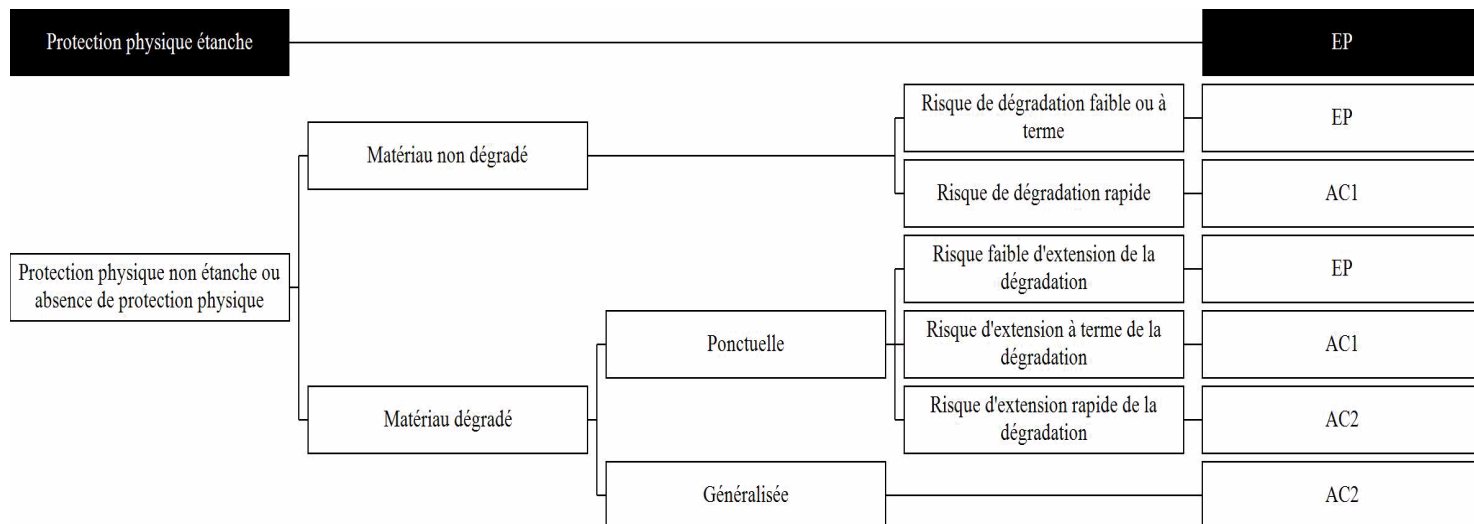 Protection physique étanche
EP
Risque de dégradation faible ou à
terme
EP
Matériau non dégradé
Risque de dégradation rapide
AC1
Protection physique non étanche ou
absence de protection physique
Risque faible d'extension de la
dégradation
EP
Ponctuelle
Risque d'extension à terme de la
dégradation
AC1
Matériau dégradé
Risque d'extension rapide de la
dégradation
AC2
Généralisée
AC2